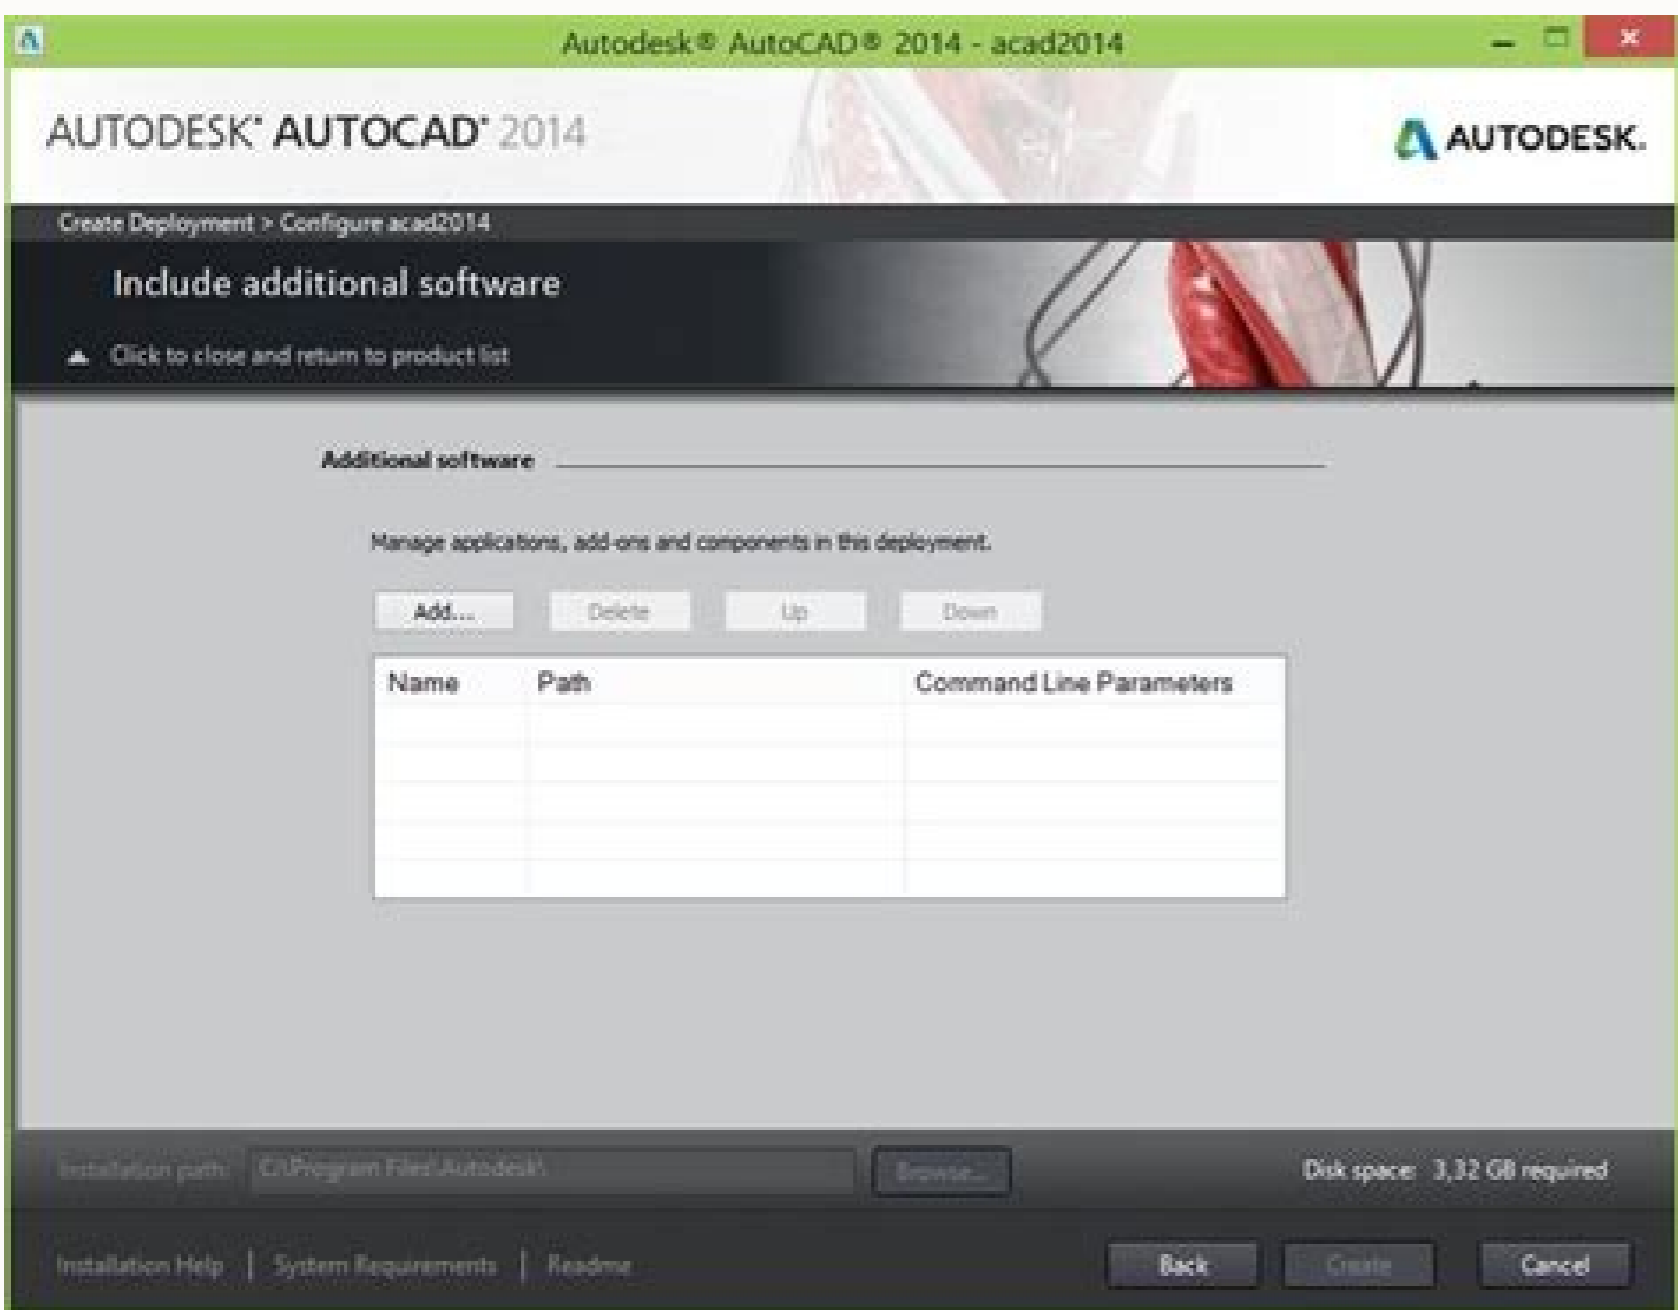 Autodesk® AutoCAD® 2014 - acad2014
AUTODESK® AUTOCAD® 2014
AUTODESK.
Create Deployment > Configure acad2014
Include additional software
Click to close and return to product list
Additional software
Manage applications, add-ons and components in this deployment.
Add... Delete Up Down
Name Path Command Line Parameters
Installation path: C:\Program Files\Autodesk\ Browse... Disk space: 3,32 GB required
Installation Help | System Requirements | Readme Back Create Cancel